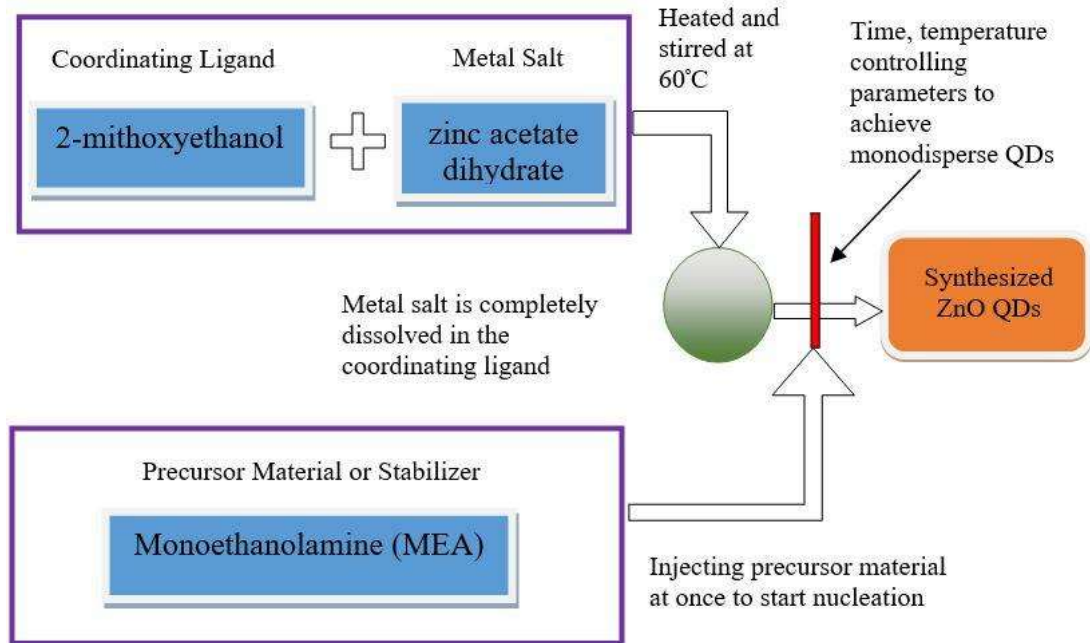 Coordinating Ligand
2-mithoxyethanol
Metal Salt
zinc acetate
dihydrate
Heated and
stirred at
60°C
Time, temperature
controlling
parameters to
achieve
monodisperse QDs
Synthesized
ZnO QDs
Metal salt is completely
dissolved in the
coordinating ligand
Precursor Material or Stabilizer
Monoethanolamine (MEA)
Injecting precursor material
at once to start nucleation